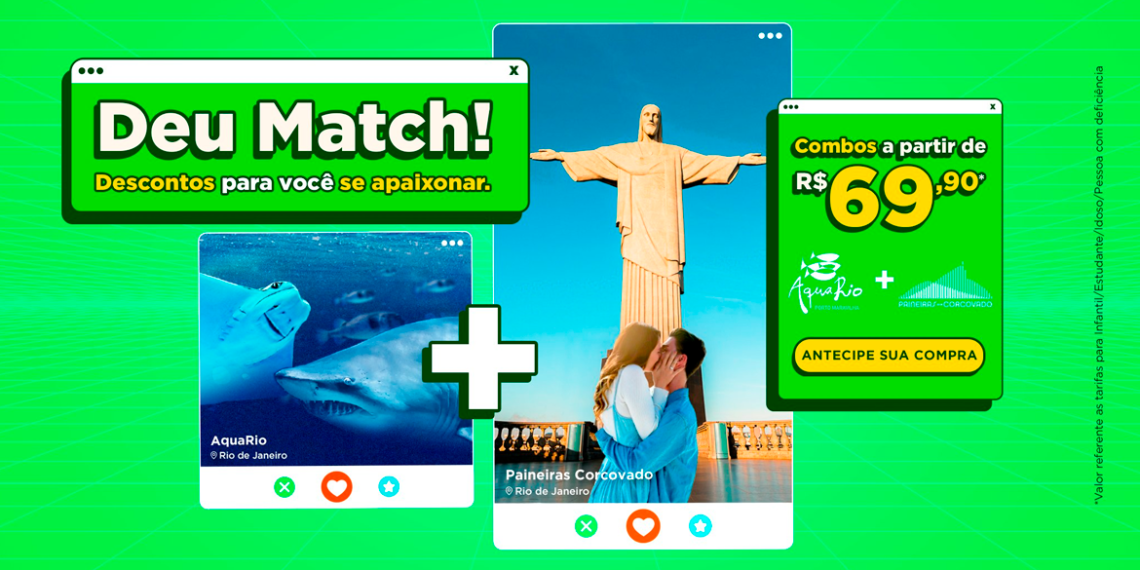 Deu Match!
Descontos para você se apaixonar.
AquaRio
Rio de Janeiro
Paineiras Corcovado
Rio de Janeiro
Combos a partir de
R$69,90*
AquaRio + PAINEIRAS CORCOVADO
ANTECIPE SUA COMPRA
*Valor referente as tarifas para Infantil/Estudante/Idoso/Pessoa com deficiência